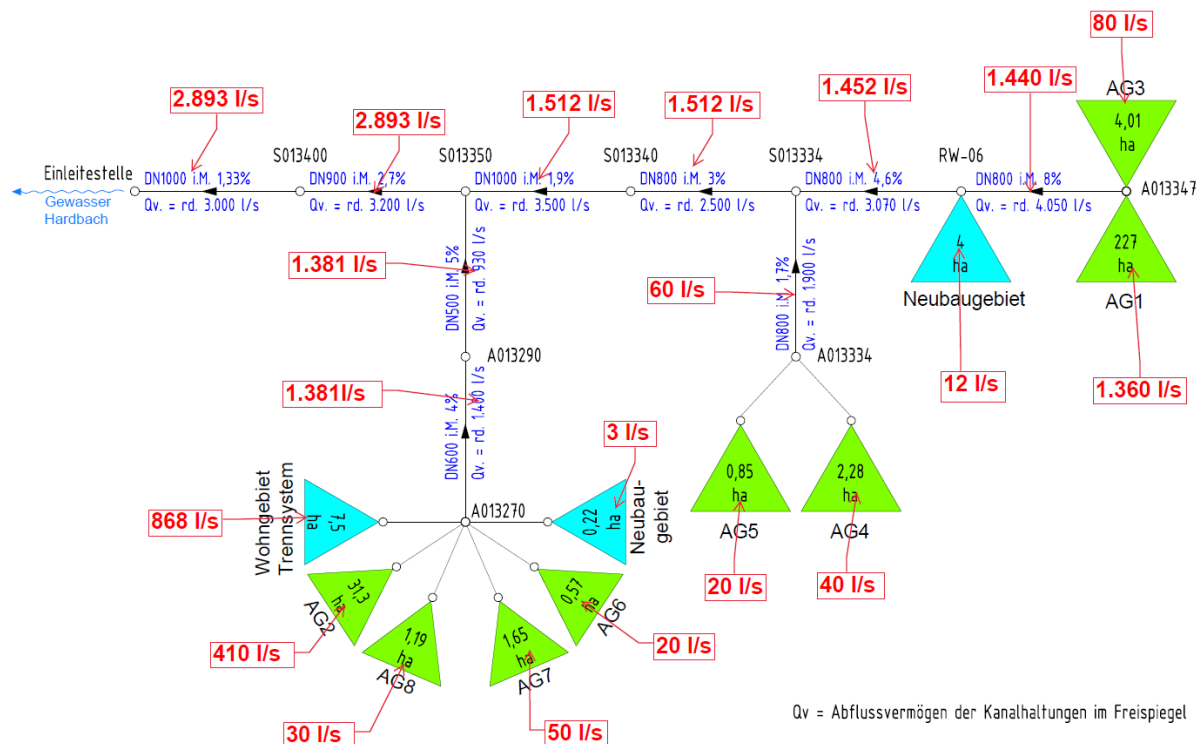 80 l/s
2.893 l/s
2.893 l/s
1.512 l/s
1.512 l/s
1.452 l/s
1.440 l/s
AG3
4,01
ha
Einleitestelle
S013400
S013350
S013340
S013334
RW-06
A013347
DN1000 i.M. 1,33%
DN900 i.M. 2,7%
DN1000 i.M. 1,9%
DN800 i.M. 3%
DN800 i.M. 4,6%
DN800 i.M. 8%
Gewässer
Hardbach
Qv. = rd. 3.000 l/s
Qv. = rd. 3.200 l/s
Qv. = rd. 3.500 l/s
Qv. = rd. 2.500 l/s
Qv. = rd. 3.070 l/s
Qv. = rd. 4.050 l/s
227
ha
AG1
4
ha
Neubaugebiet
1.381 l/s
DN500 i.M. 5%
Qv. = rd. 930 l/s
60 l/s
DN800 i.M. 1,7%
Qv. = rd. 1.900 l/s
A013290
A013334
12 l/s
1.360 l/s
1.381l/s
DN600 i.M. 4%
Qv. = rd. 1.400 l/s
3 l/s
868 l/s
Wohngebiet
Trennsystem
7,5
ha
A013270
0,22
ha
Neubau-
gebiet
0,85
ha
AG5
2,28
ha
AG4
20 l/s
40 l/s
31,3
ha
AG2
1,19
ha
AG8
1,65
ha
AG7
0,57
ha
AG6
410 l/s
20 l/s
30 l/s
50 l/s
Qv = Abflussvermögen der Kanalhaltungen im Freispiegel